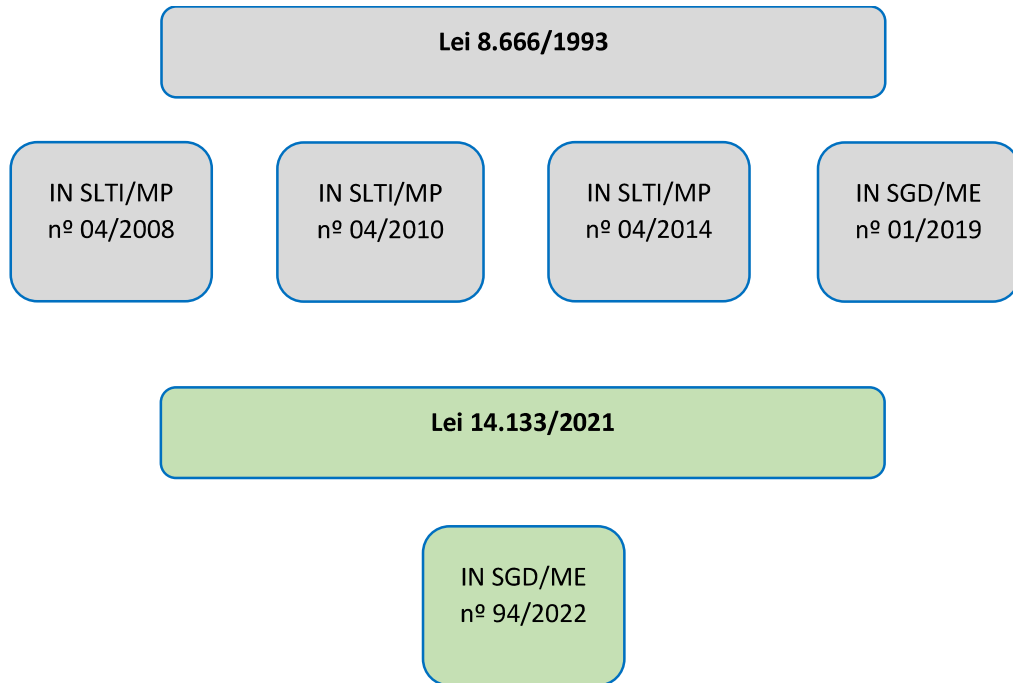 Lei 8.666/1993
IN SLTI/MP
nº 04/2008
IN SLTI/MP
nº 04/2010
IN SLTI/MP
nº 04/2014
IN SGD/ME
nº 01/2019
Lei 14.133/2021
IN SGD/ME
nº 94/2022